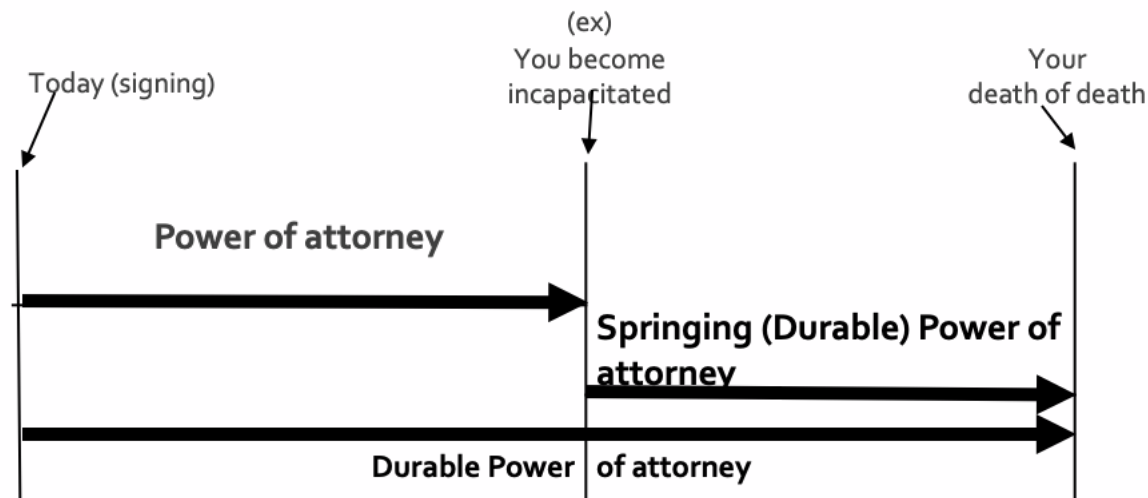 (ex)
Today (signing)
You become
incapacitated
Your
death of death
Power of attorney
Springing (Durable) Power of
attorney
Durable Power of attorney